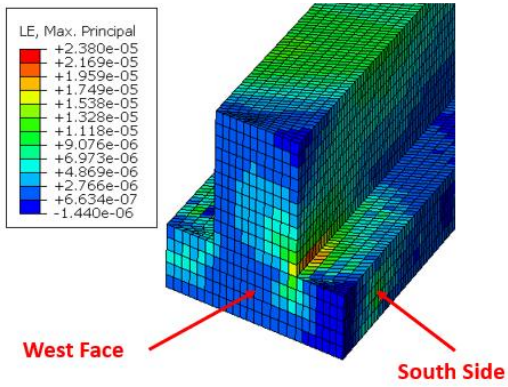 LE, Max. Principal
+2.380e-05
+2.169e-05
+1.959e-05
+1.749e-05
+1.538e-05
+1.328e-05
+1.118e-05
+9.076e-06
+6.973e-06
+4.869e-06
+2.766e-06
+6.634e-07
-1.440e-06
West Face
South Side